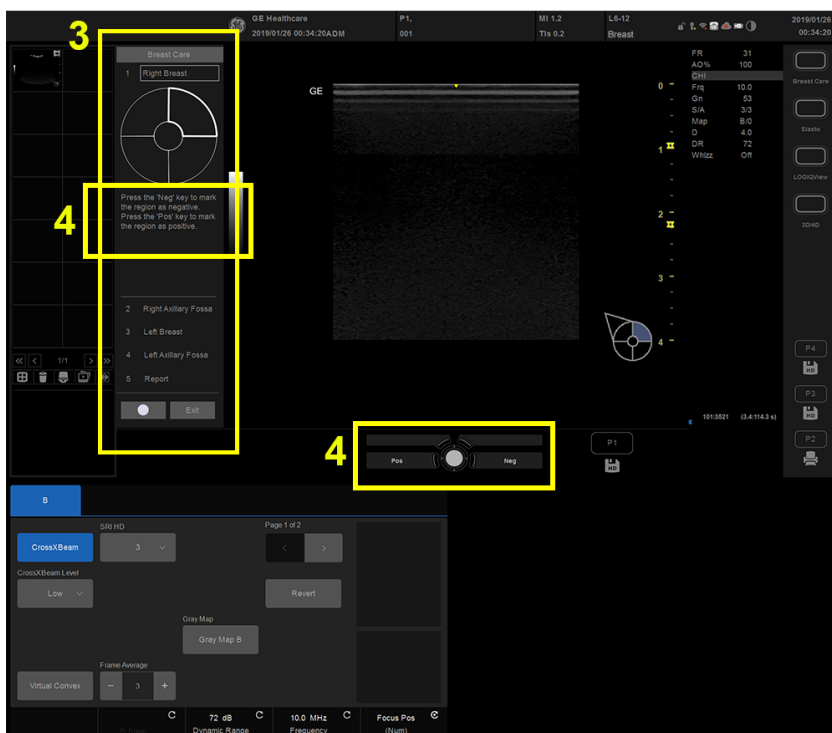 3
GE Healthcare
2019/01/26 00:34:20ADM
P1,
001
MI 1.2
TIs 0.2
L6-12
Breast
2019/01/26
00:34:20
Breast Care
1 Right Breast
Press the 'Neg' key to mark
the region as negative.
Press the 'Pos' key to mark
the region as positive.
4
2 Right Axillary Fossa
3 Left Breast
4 Left Axillary Fossa
5 Report
Exit
1/1
GE
0
1
2
3
4
FR 31
AO% 100
CHI
Frq 10.0
Gn 53
S/A 3/3
Map B/0
D 4.0
DR 72
Whizz Off
Breast Care
Elasto
LOGIQView
3D/4D
P4
HD
P3
HD
P2
101:3521 (3.4:114.3 s)
4
Pos Neg
P1
HD
B
CrossXBeam
SRI HD
3
Page 1 of 2
CrossXBeam Level
Low
Revert
Gray Map
Gray Map B
Frame Average
Virtual Convex
- 3 +
72 dB
Dynamic Range
10.0 MHz
Frequency
Focus Pos
(Num)